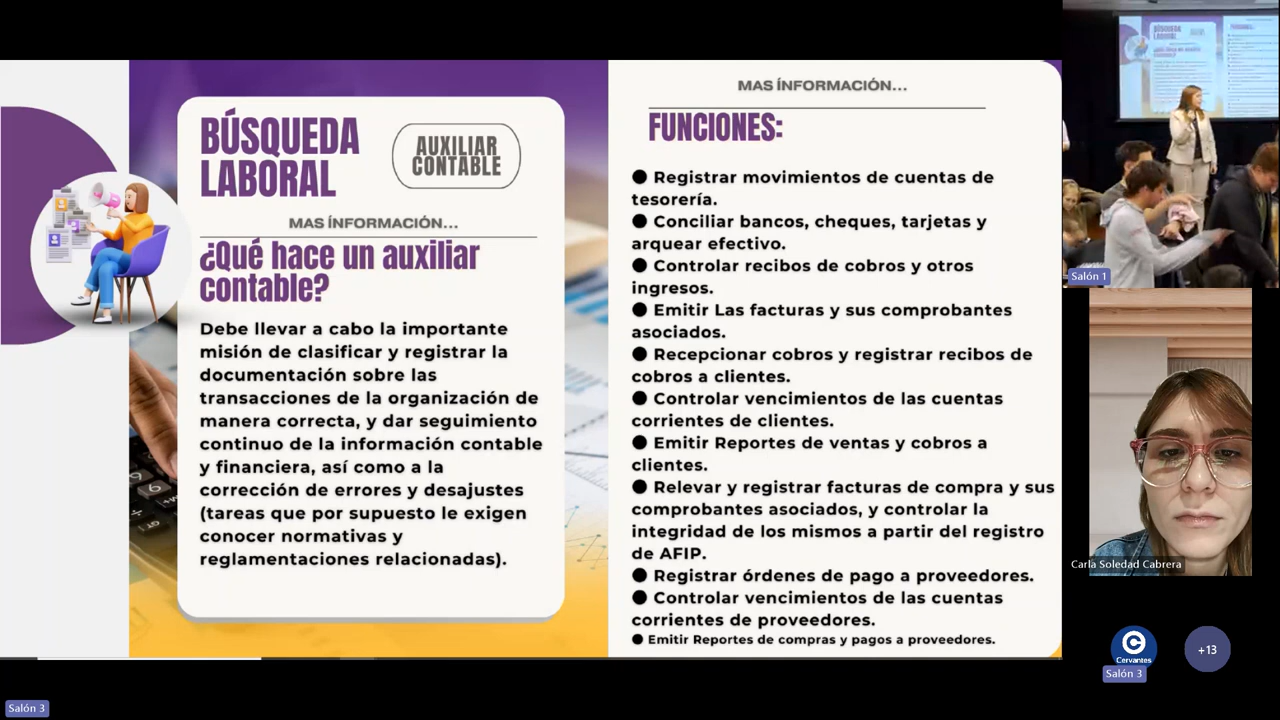 BÚSQUEDA
LABORAL
AUXILIAR
CONTABLE
MAS ÍNFORMACIÓN...
¿Qué hace un auxiliar
contable?
Debe llevar a cabo la importante
misión de clasificar y registrar la
documentación sobre las
transacciones de la organización de
manera correcta, y dar seguimiento
continuo de la información contable
y financiera, así como a la
corrección de errores y desajustes
(tareas que por supuesto le exigen
conocer normativas y
reglamentaciones relacionadas).
MAS ÍNFORMACIÓN...
FUNCIONES:
● Registrar movimientos de cuentas de
tesorería.
● Conciliar bancos, cheques, tarjetas y
arquear efectivo.
● Controlar recibos de cobros y otros
ingresos.
● Emitir Las facturas y sus comprobantes
asociados.
● Recepcionar cobros y registrar recibos de
cobros a clientes.
● Controlar vencimientos de las cuentas
corrientes de clientes.
● Emitir Reportes de ventas y cobros a
clientes.
● Relevar y registrar facturas de compra y sus
comprobantes asociados, y controlar la
integridad de los mismos a partir del registro
de AFIP.
● Registrar órdenes de pago a proveedores.
● Controlar vencimientos de las cuentas
corrientes de proveedores.
● Emitir Reportes de compras y pagos a proveedores.
BÚSQUEDA
LABORAL
FUNCIONES:
Salón 1
Carla Soledad Cabrera
Cervantes
Salón 3
+13
Salón 3